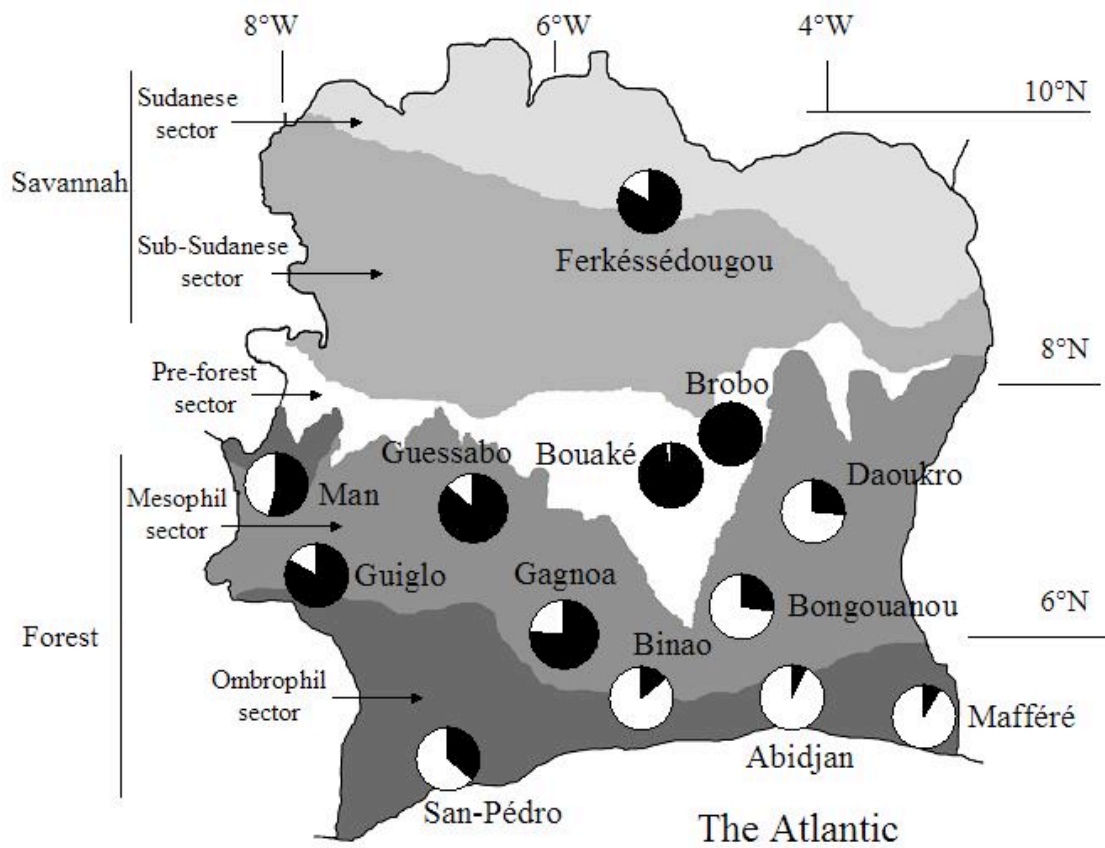 8°W
6°W
4°W
Sudanese
sector
10°N
Savannah
Sub-Sudanese
sector
Ferkéssédougou
8°N
Pre-forest
sector
Brobo
Guessabo
Bouaké
Daoukro
Mesophil
sector
Man
Guiglo
Gagnoa
Bongouanou
6°N
Forest
Binao
Ombrophil
sector
Mafféré
Abidjan
San-Pédro
The Atlantic